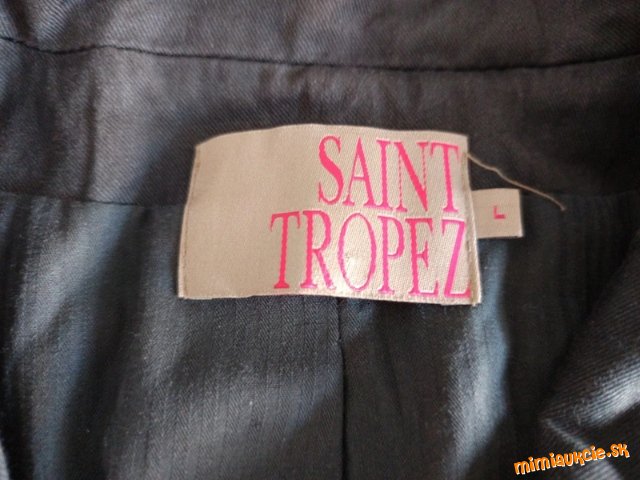 SAINT
TROPEZ
L
mimiaukcie.sk